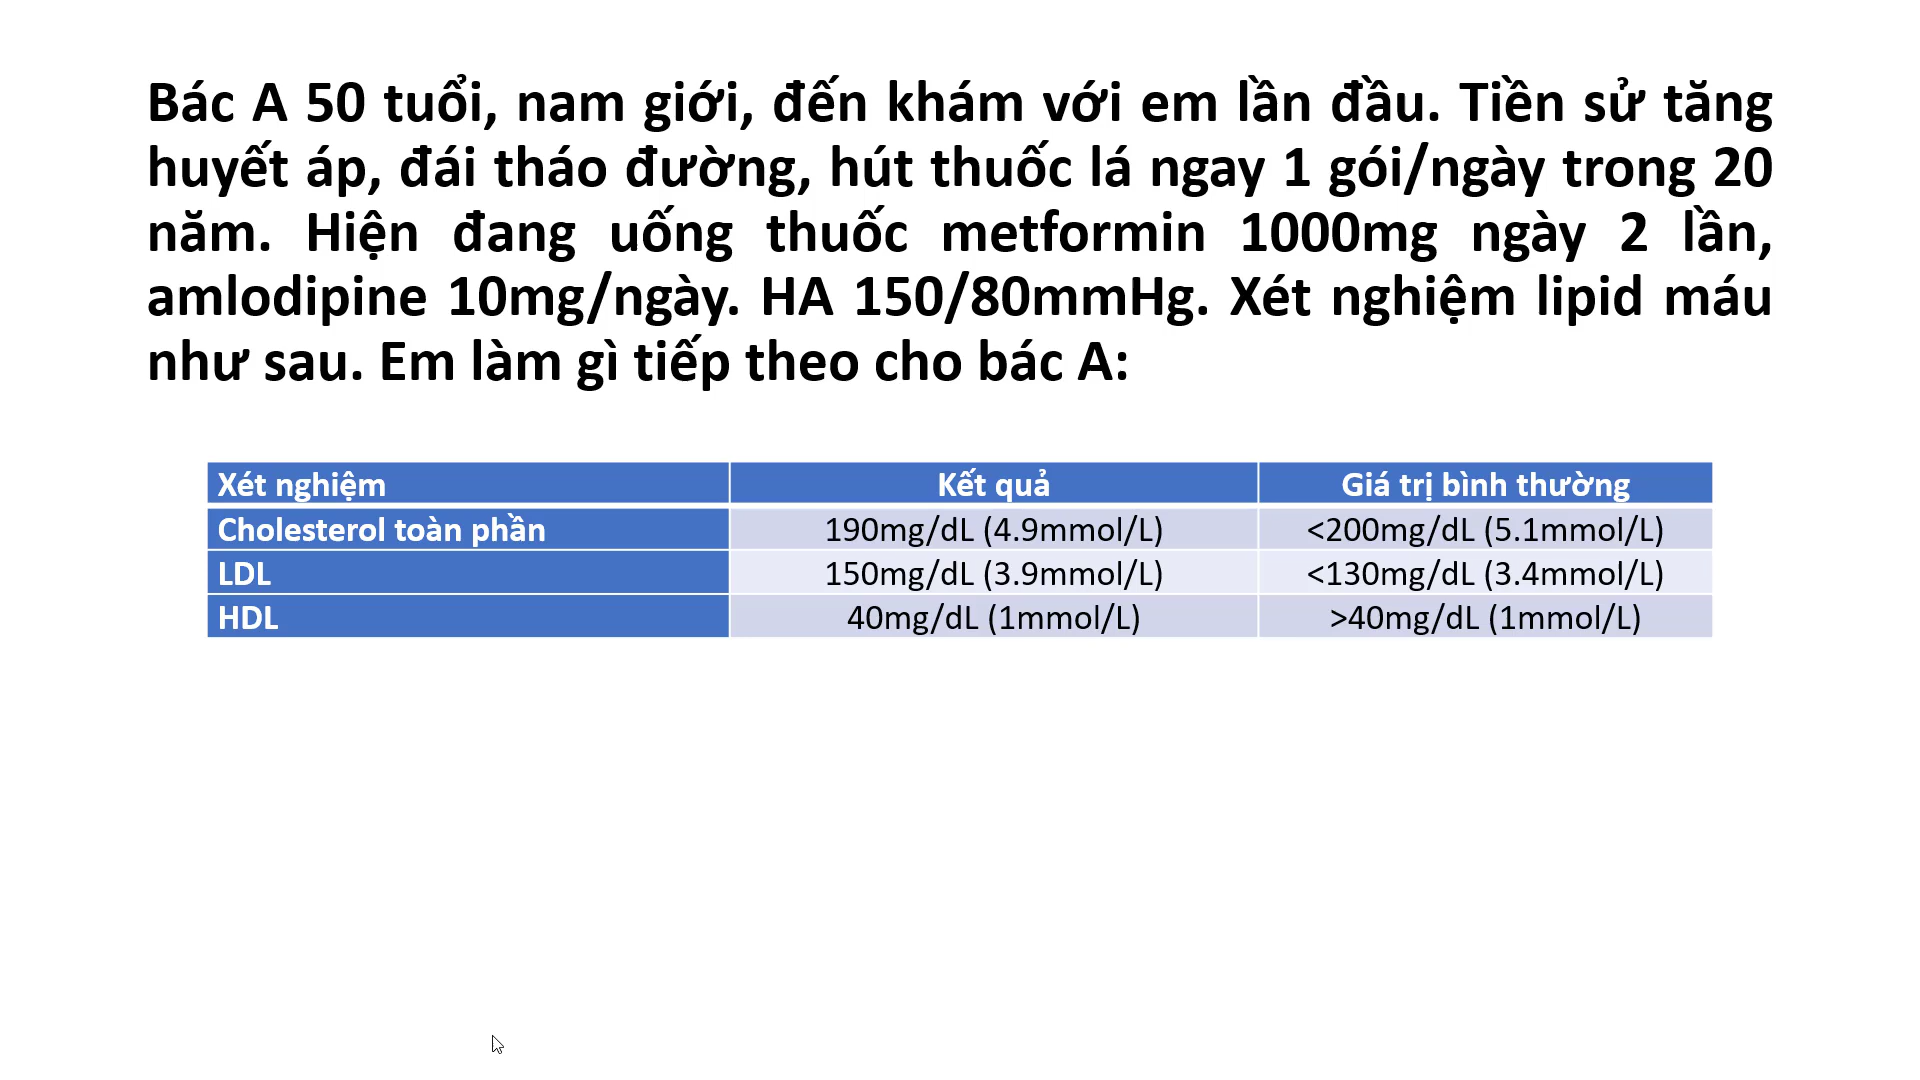 Bác A 50 tuổi, nam giới, đến khám với em lần đầu. Tiền sử tăng
huyết áp, đái tháo đường, hút thuốc lá ngay 1 gói/ngày trong 20
năm. Hiện đang uống thuốc metformin 1000mg ngày 2 lần,
amlodipine 10mg/ngày. HA 150/80mmHg. Xét nghiệm lipid máu
như sau. Em làm gì tiếp theo cho bác A:
Xét nghiệm Kết quả Giá trị bình thường
Cholesterol toàn phần 190mg/dL (4.9mmol/L) <200mg/dL (5.1mmol/L)
LDL 150mg/dL (3.9mmol/L) <130mg/dL (3.4mmol/L)
HDL 40mg/dL (1mmol/L) >40mg/dL (1mmol/L)